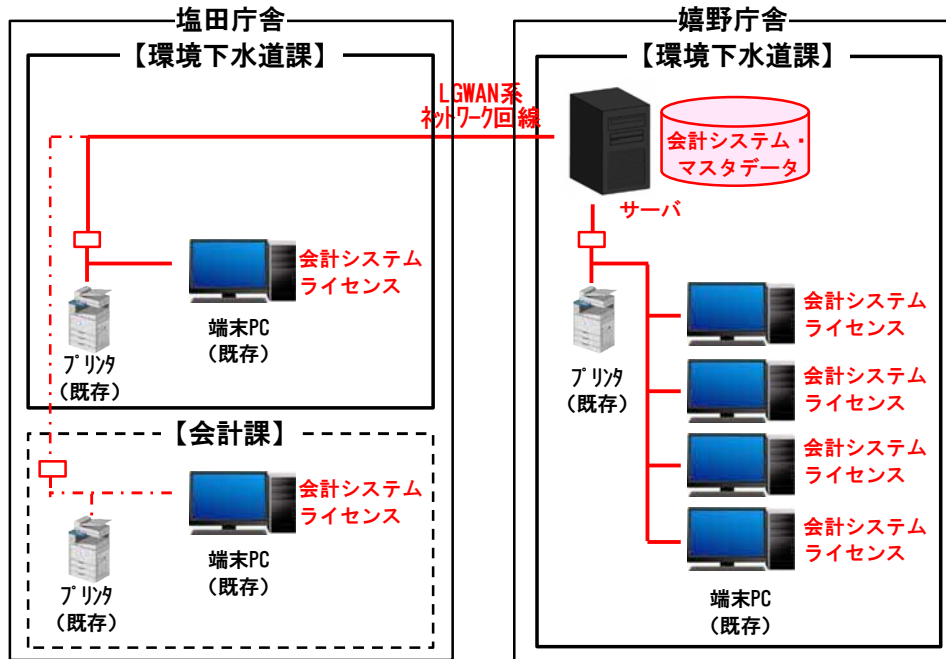 塩田庁舎
【環境下水道課】
LGWAN系
ネットワーク回線
会計システム
ライセンス
端末PC
(既存)
プリンタ
(既存)
【会計課】
会計システム
ライセンス
端末PC
(既存)
プリンタ
(既存)
嬉野庁舎
【環境下水道課】
会計システム・
マスタデータ
サーバ
プリンタ
(既存)
会計システム
ライセンス
会計システム
ライセンス
会計システム
ライセンス
会計システム
ライセンス
端末PC
(既存)